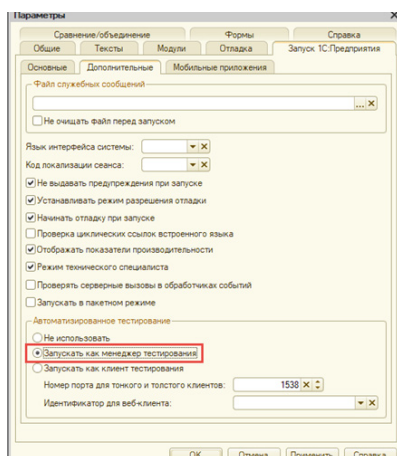 Параметры
Сравнение/объединение Формы Справка
Общие Тексты Модули Отладка Запуск 1С:Предприятия
Основные Дополнительные Мобильные приложения
Файл служебных сообщений
Не очищать файл перед запуском
Язык интерфейса системы:
Код локализации сеанса:
Не выдавать предупреждения при запуске
Устанавливать режим разрешения отладки
Начинать отладку при запуске
Проверка циклических ссылок встроенного языка
Отображать показатели производительности
Режим технического специалиста
Проверять серверные вызовы в обработчиках событий
Запускать в пакетном режиме
Автоматизированное тестирование
Не использовать
Запускать как менеджер тестирования
Запускать как клиент тестирования
Номер порта для тонкого и толстого клиентов: 1538
Идентификатор для веб-клиента:
ОК Отмена Применить Справка